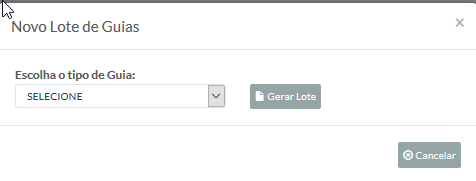 Novo Lote de Guias
×
Escolha o tipo de Guia:
SELECIONE
Gerar Lote
Cancelar